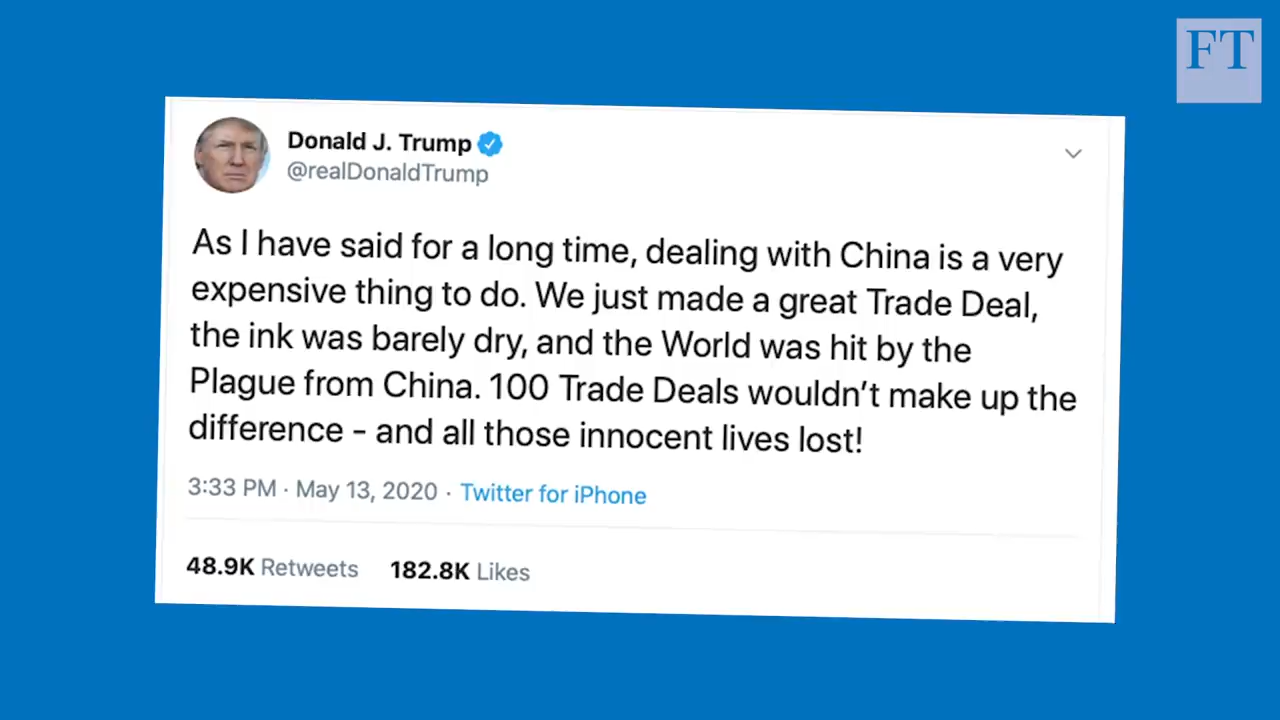 FT
Donald J. Trump
@realDonaldTrump
As I have said for a long time, dealing with China is a very
expensive thing to do. We just made a great Trade Deal,
the ink was barely dry, and the World was hit by the
Plague from China. 100 Trade Deals wouldn’t make up the
difference - and all those innocent lives lost!
3:33 PM · May 13, 2020 · Twitter for iPhone
48.9K Retweets 182.8K Likes